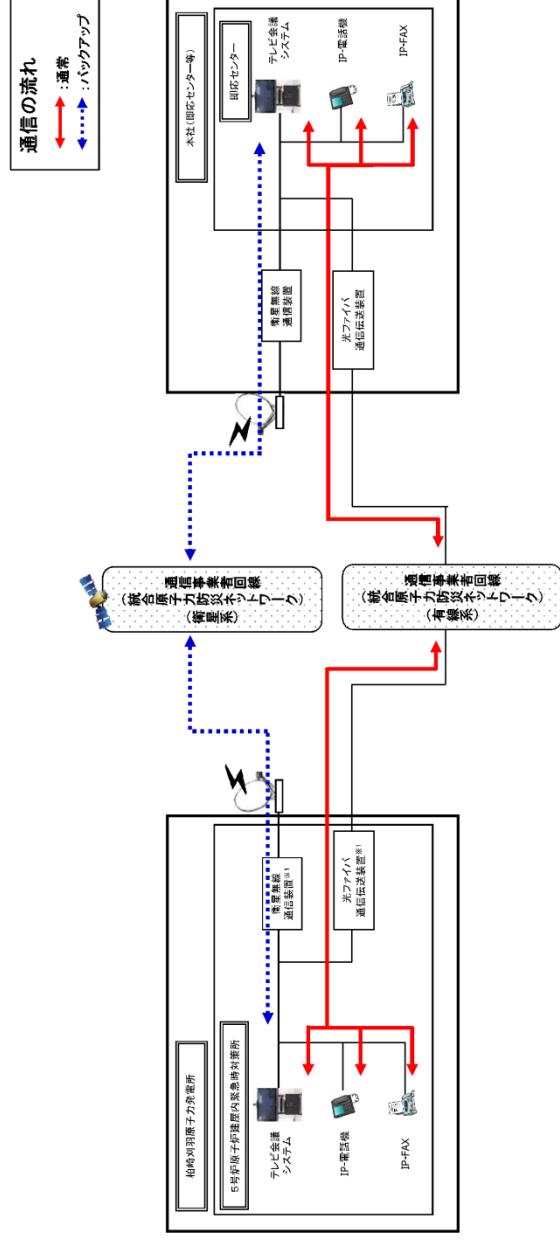 通信の流れ
:通常
:バックアップ
柏崎刈羽原子力発電所
5号炉原子炉建屋内緊急時対策所
テレビ会議
システム
IP-電話機
IP-FAX
衛星無線
通信装置※1
光ファイバ
通信伝送装置※1
通信事業者回線
(統合原子力防災ネットワーク)
(衛星系)
通信事業者回線
(統合原子力防災ネットワーク)
(有線系)
衛星無線
通信装置
光ファイバ
通信伝送装置
本社(即応センター等)
即応センター
テレビ会議
システム
IP-電話機
IP-FAX